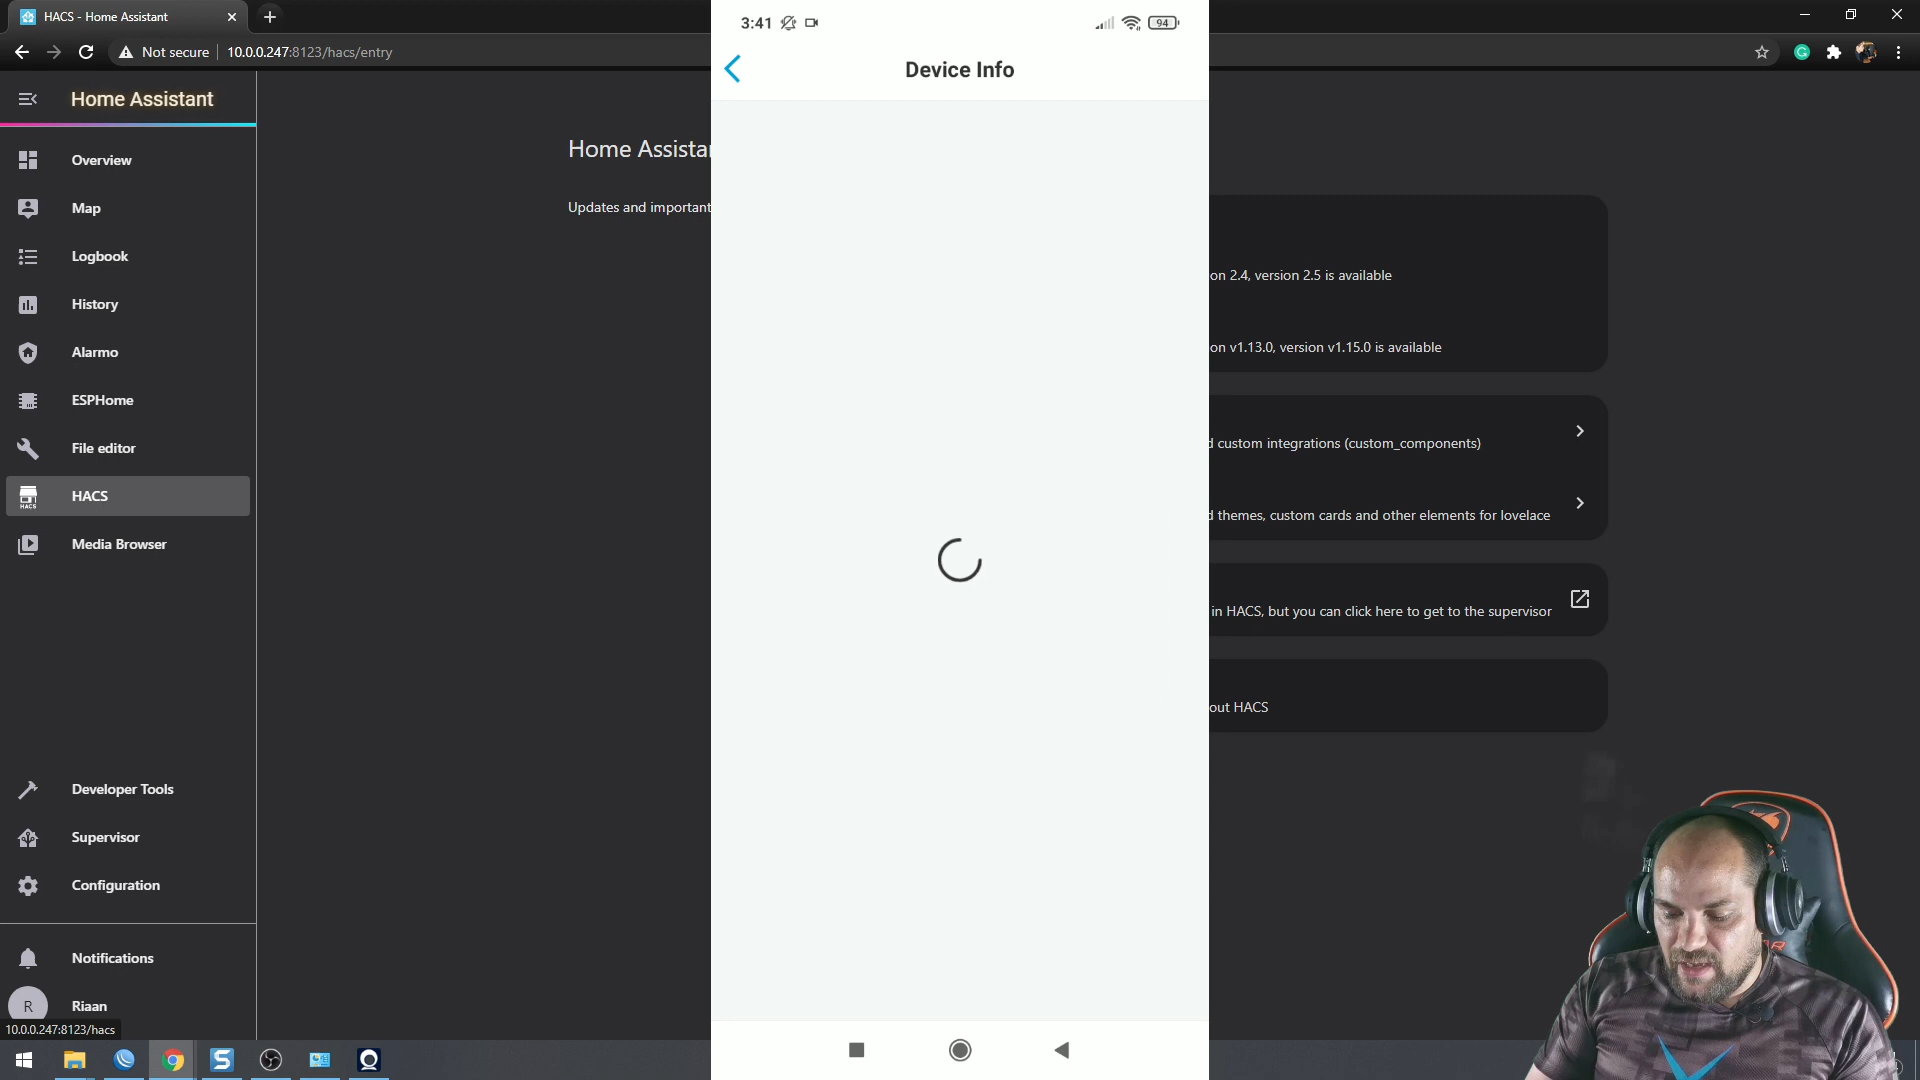 HACS - Home Assistant
Not secure
10.0.0.247:8123/hacs/entry
Home Assistant
Overview
Map
Logbook
History
Alarmo
ESPHome
File editor
HACS
HACS
Media Browser
Developer Tools
Supervisor
Configuration
Notifications
R
Riaan
10.0.0.247:8123/hacs
Home Assista
Updates and important
3:41
94
Device Info
on 2.4, version 2.5 is available
on v1.13.0, version v1.15.0 is available
d custom integrations (custom_components)
d themes, custom cards and other elements for lovelace
in HACS, but you can click here to get to the supervisor
out HACS